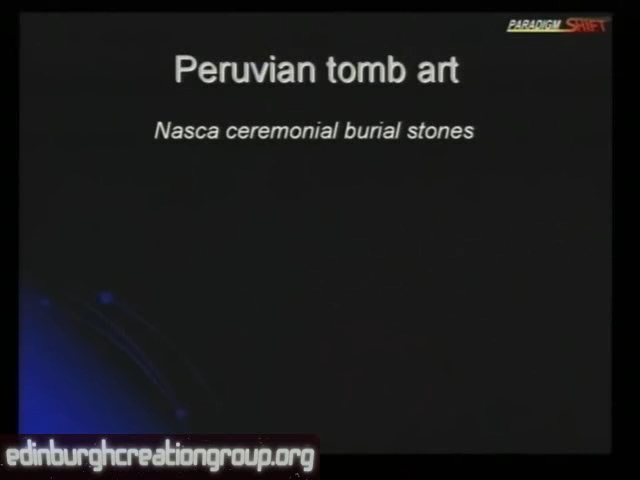 PARADIGM SHIFT
Peruvian tomb art
Nasca ceremonial burial stones
edinburghcreationgroup.org